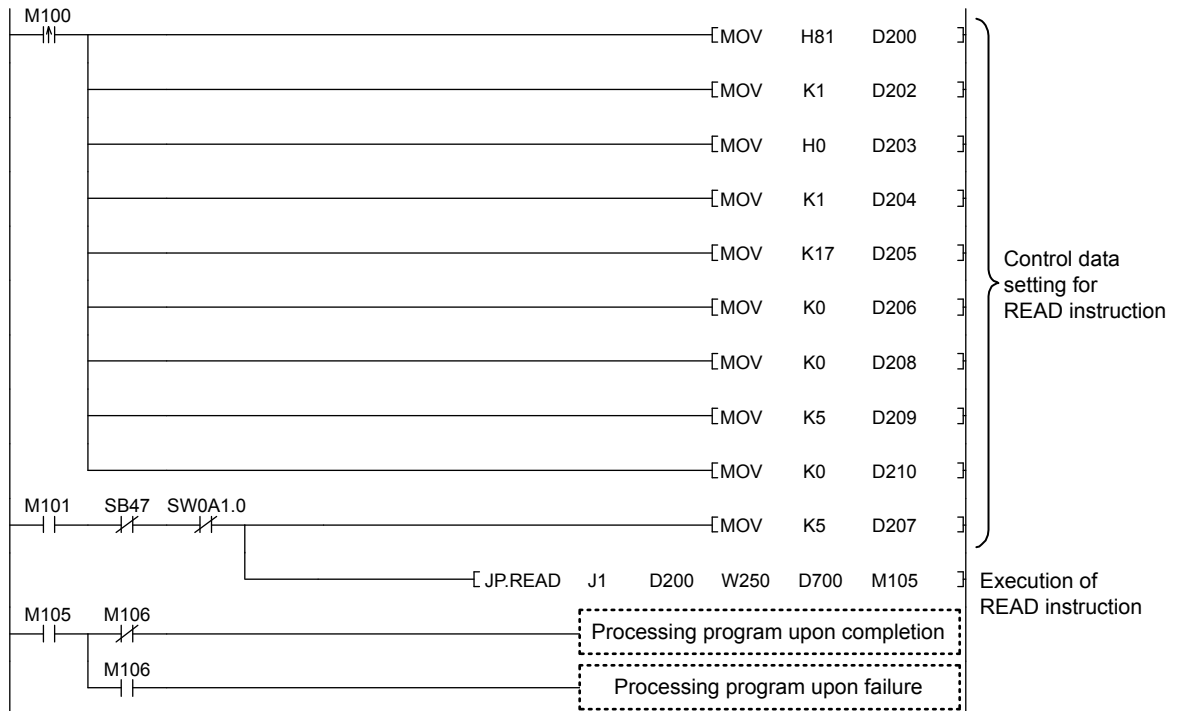 M100
MOV H81 D200
MOV K1 D202
MOV H0 D203
MOV K1 D204
MOV K17 D205
MOV K0 D206
MOV K0 D208
MOV K5 D209
MOV K0 D210
Control data
setting for
READ instruction
M101 SB47 SW0A1.0
MOV K5 D207
JP.READ J1 D200 W250 D700 M105
Execution of
READ instruction
M105 M106
Processing program upon completion
M106
Processing program upon failure